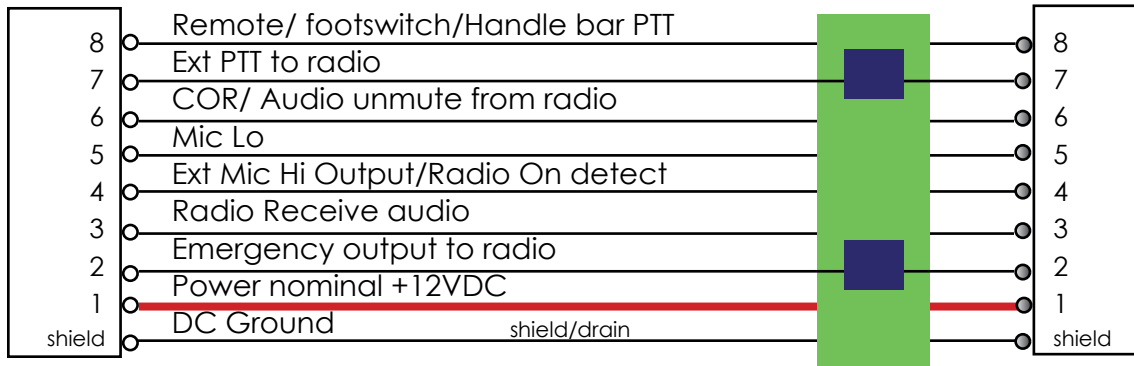 8 Remote/ footswitch/Handle bar PTT 8
7 Ext PTT to radio 7
6 COR/ Audio unmute from radio 6
5 Mic Lo 5
4 Ext Mic Hi Output/Radio On detect 4
3 Radio Receive audio 3
2 Emergency output to radio 2
1 Power nominal +12VDC 1
shield DC Ground shield/drain shield